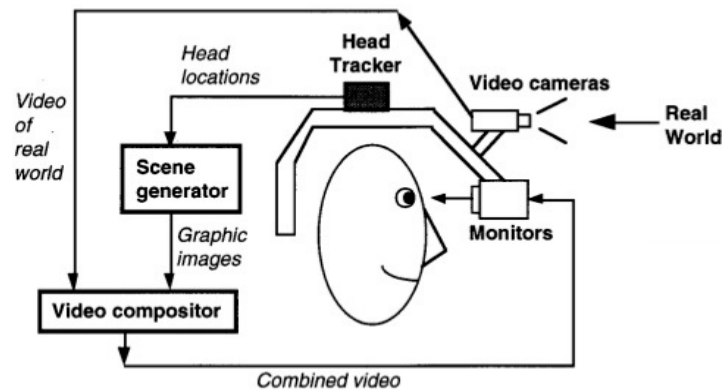 Head
Tracker
Head
locations
Video cameras
Video
of
real
world
Real
World
Scene
generator
Monitors
Graphic
images
Video compositor
Combined video